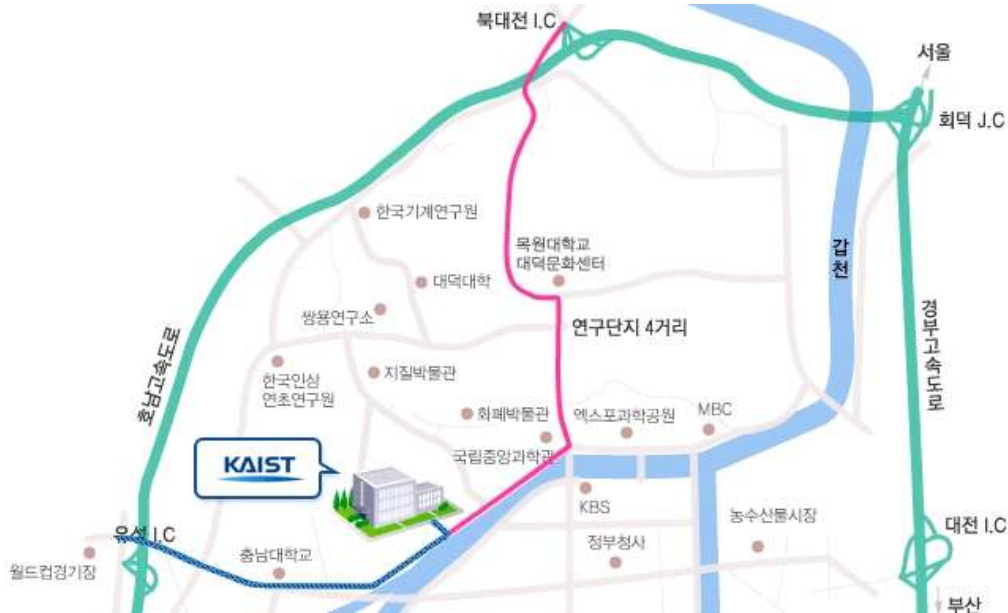 북대전 I.C
서울
회덕 J.C
한국기계연구원
목원대학교
대덕문화센터
갑천
대덕대학
쌍용연구소
연구단지 4거리
경부고속도로
호남고속도로
지질박물관
한국인삼
연초연구원
화폐박물관
엑스포과학공원
MBC
국립중앙과학관
KAIST
KBS
농수산물시장
유성 I.C
대전 I.C
정부청사
충남대학교
월드컵경기장
부산